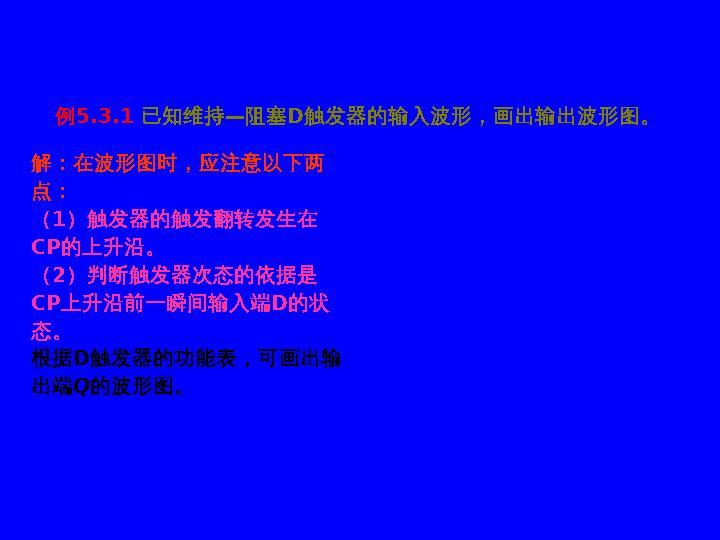 例5.3.1 已知维持—阻塞D触发器的输入波形，画出输出波形图。
解：在波形图时，应注意以下两
点：
（1）触发器的触发翻转发生在
CP的上升沿。
（2）判断触发器次态的依据是
CP上升沿前一瞬间输入端D的状
态。
根据D触发器的功能表，可画出输
出端Q的波形图。